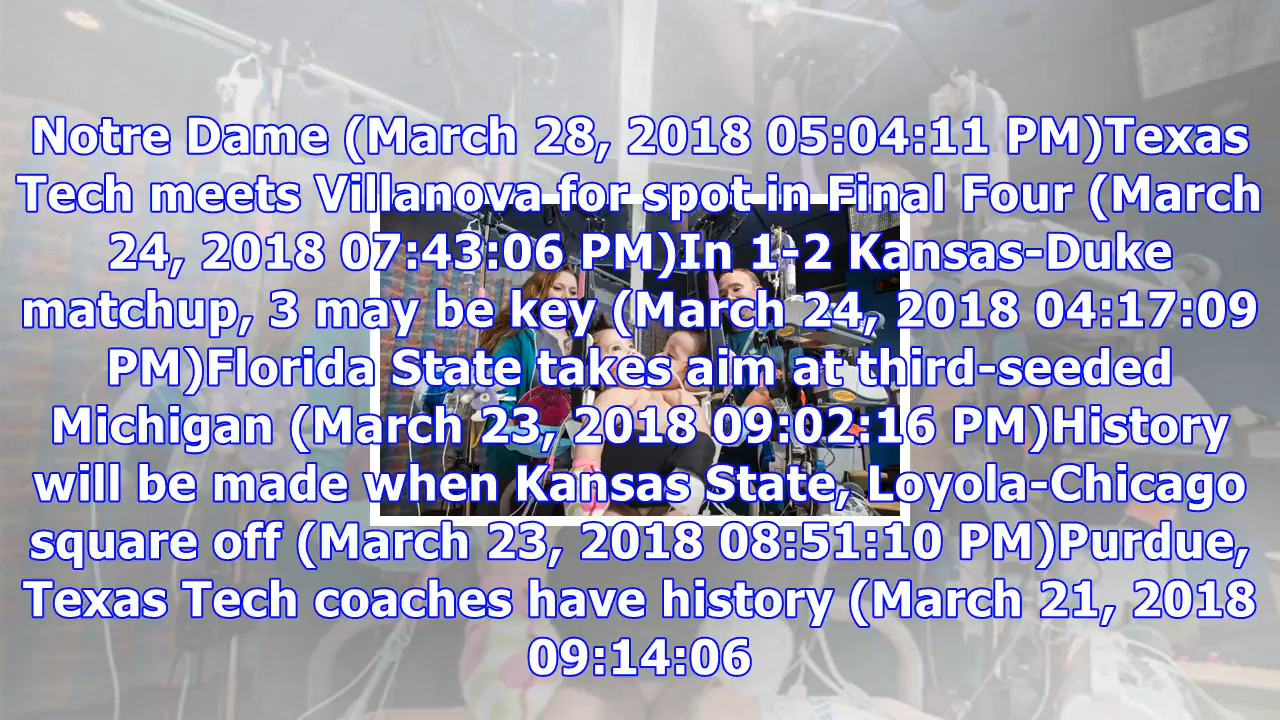 Notre Dame (March 28, 2018 05:04:11 PM)Texas
Tech meets Villanova for spot in Final Four (March
24, 2018 07:43:06 PM)In 1-2 Kansas-Duke
matchup, 3 may be key (March 24, 2018 04:17:09
PM)Florida State takes aim at third-seeded
Michigan (March 23, 2018 09:02:16 PM)History
will be made when Kansas State, Loyola-Chicago
square off (March 23, 2018 08:51:10 PM)Purdue,
Texas Tech coaches have history (March 21, 2018
09:14:06